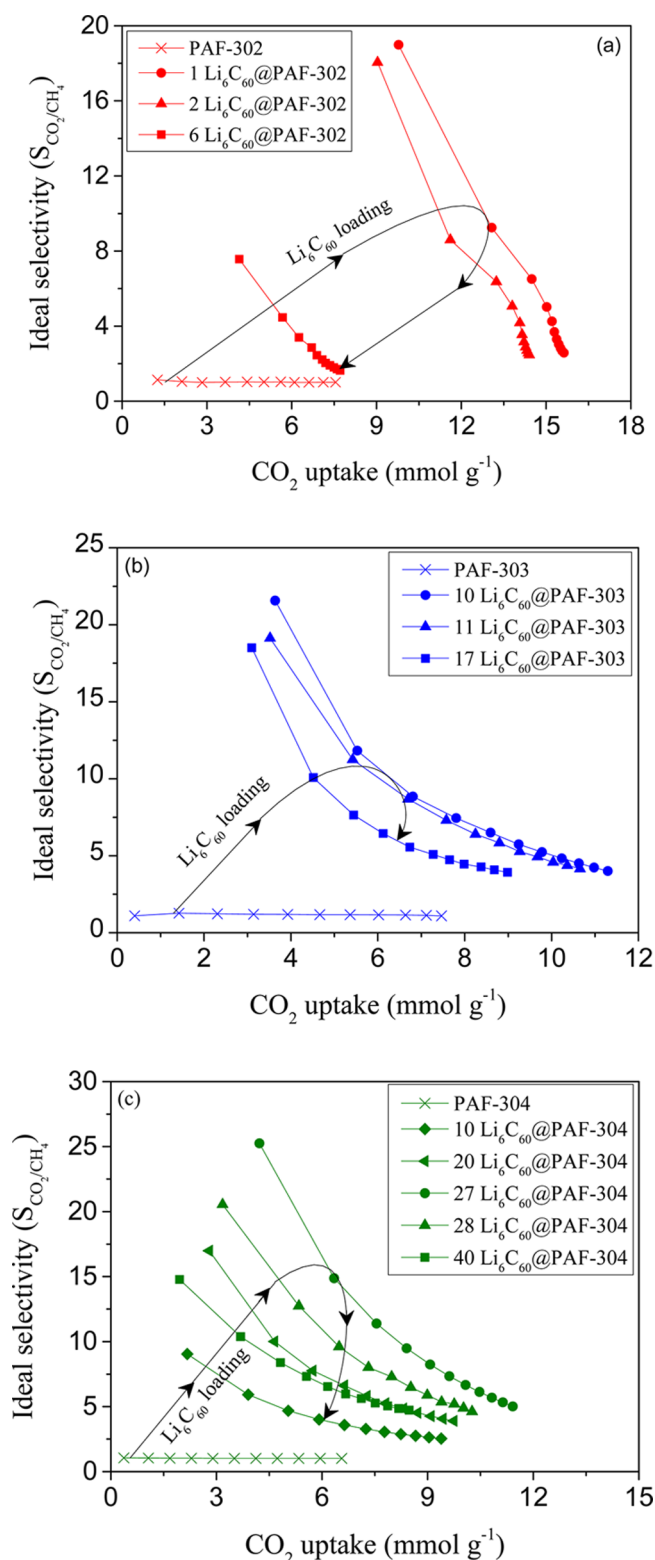 (a)
PAF-302
1 Li₆C₆₀@PAF-302
2 Li₆C₆₀@PAF-302
6 Li₆C₆₀@PAF-302
Li₆C₆₀ loading
20
16
12
8
4
0
Ideal selectivity (S_CO₂/CH₄)
0 3 6 9 12 15 18
CO₂ uptake (mmol g⁻¹)
(b)
PAF-303
10 Li₆C₆₀@PAF-303
11 Li₆C₆₀@PAF-303
17 Li₆C₆₀@PAF-303
Li₆C₆₀ loading
25
20
15
10
5
0
Ideal selectivity (S_CO₂/CH₄)
0 2 4 6 8 10 12
CO₂ uptake (mmol g⁻¹)
(c)
PAF-304
10 Li₆C₆₀@PAF-304
20 Li₆C₆₀@PAF-304
27 Li₆C₆₀@PAF-304
28 Li₆C₆₀@PAF-304
40 Li₆C₆₀@PAF-304
Li₆C₆₀ loading
30
25
20
15
10
5
0
Ideal selectivity (S_CO₂/CH₄)
0 3 6 9 12 15
CO₂ uptake (mmol g⁻¹)